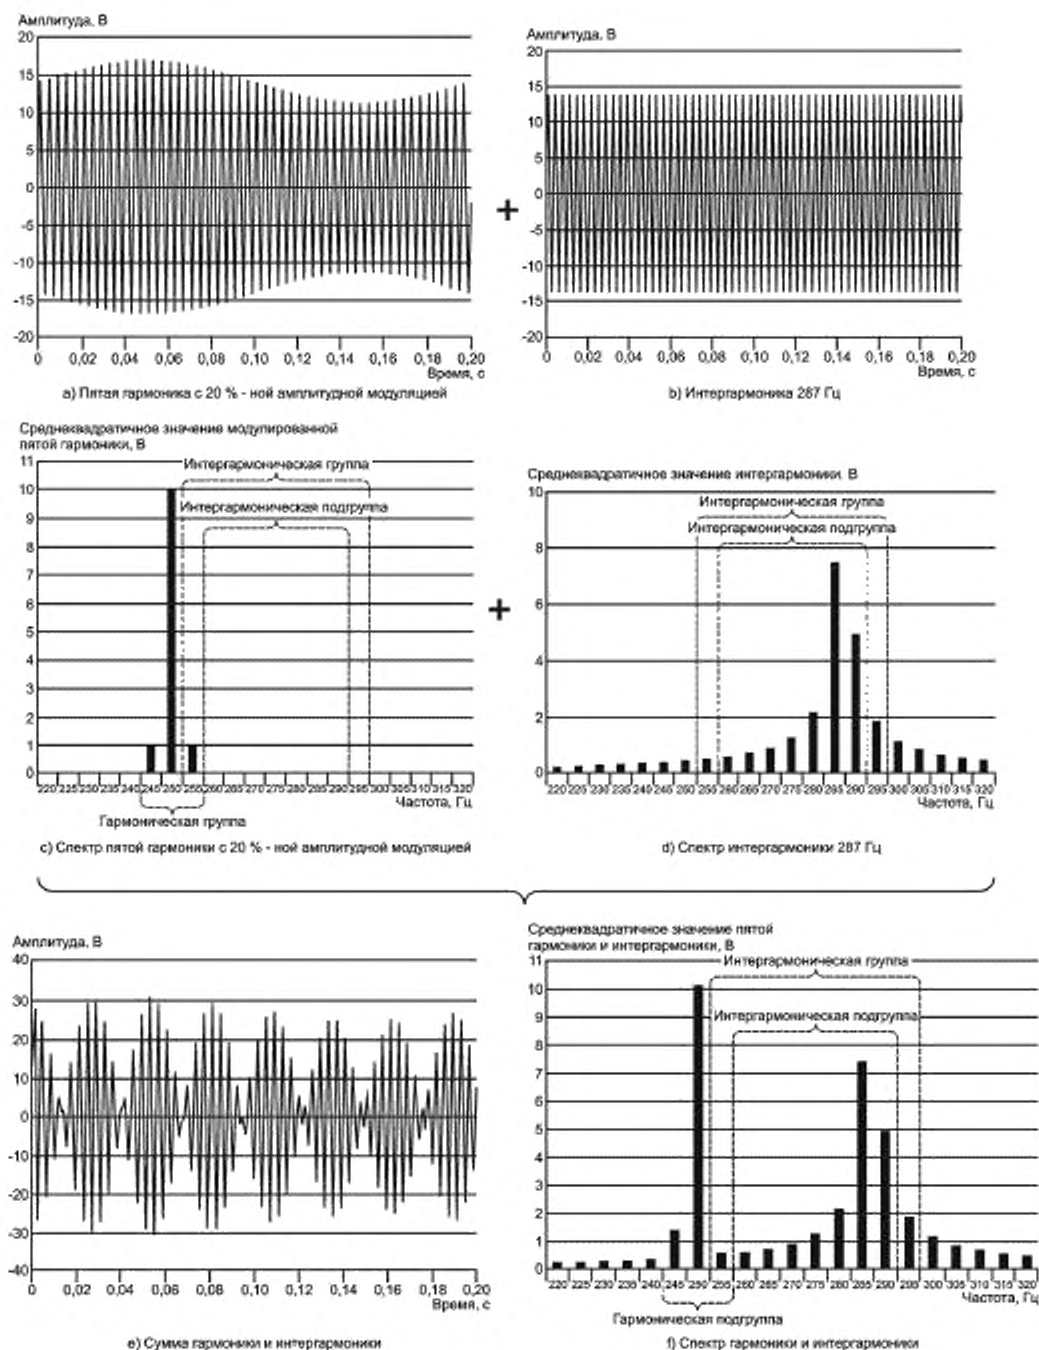 Амплитуда, В
20
15
10
5
0
-5
-10
-15
-20
0 0,02 0,04 0,06 0,08 0,10 0,12 0,14 0,16 0,18 0,20
Время, с
a) Пятая гармоника с 20 % - ной амплитудной модуляцией
+
Амплитуда, В
20
15
10
5
0
-5
-10
-15
-20
0 0,02 0,04 0,06 0,08 0,10 0,12 0,14 0,16 0,18 0,20
Время, с
b) Интергармоника 287 Гц
Среднеквадратичное значение модулированной
пятой гармоники, В
11
Интергармоническая группа
10
Интергармоническая подгруппа
9
8
7
6
5
4
3
2
1
0
220 225 230 235 240 245 250 255 260 265 270 275 280 285 290 295 300 305 310 315 320
Частота, Гц
Гармоническая группа
c) Спектр пятой гармоники с 20 % - ной амплитудной модуляцией
+
Среднеквадратичное значение интергармоники, В
10
Интергармоническая группа
Интергармоническая подгруппа
8
6
4
2
0
220 225 230 235 240 245 250 255 260 265 270 275 280 285 290 295 300 305 310 315 320
Частота, Гц
d) Спектр интергармоники 287 Гц
Амплитуда, В
40
30
20
10
0
-10
-20
-30
-40
0 0,02 0,04 0,06 0,08 0,10 0,12 0,14 0,16 0,18 0,20
Время, с
e) Сумма гармоники и интергармоники
Среднеквадратичное значение пятой
гармоники и интергармоники, В
11
Интергармоническая группа
10
Интергармоническая подгруппа
9
8
7
6
5
4
3
2
1
0
220 225 230 235 240 245 250 255 260 265 270 275 280 285 290 295 300 305 310 315 320
Частота, Гц
Гармоническая подгруппа
f) Спектр гармоники и интергармоники